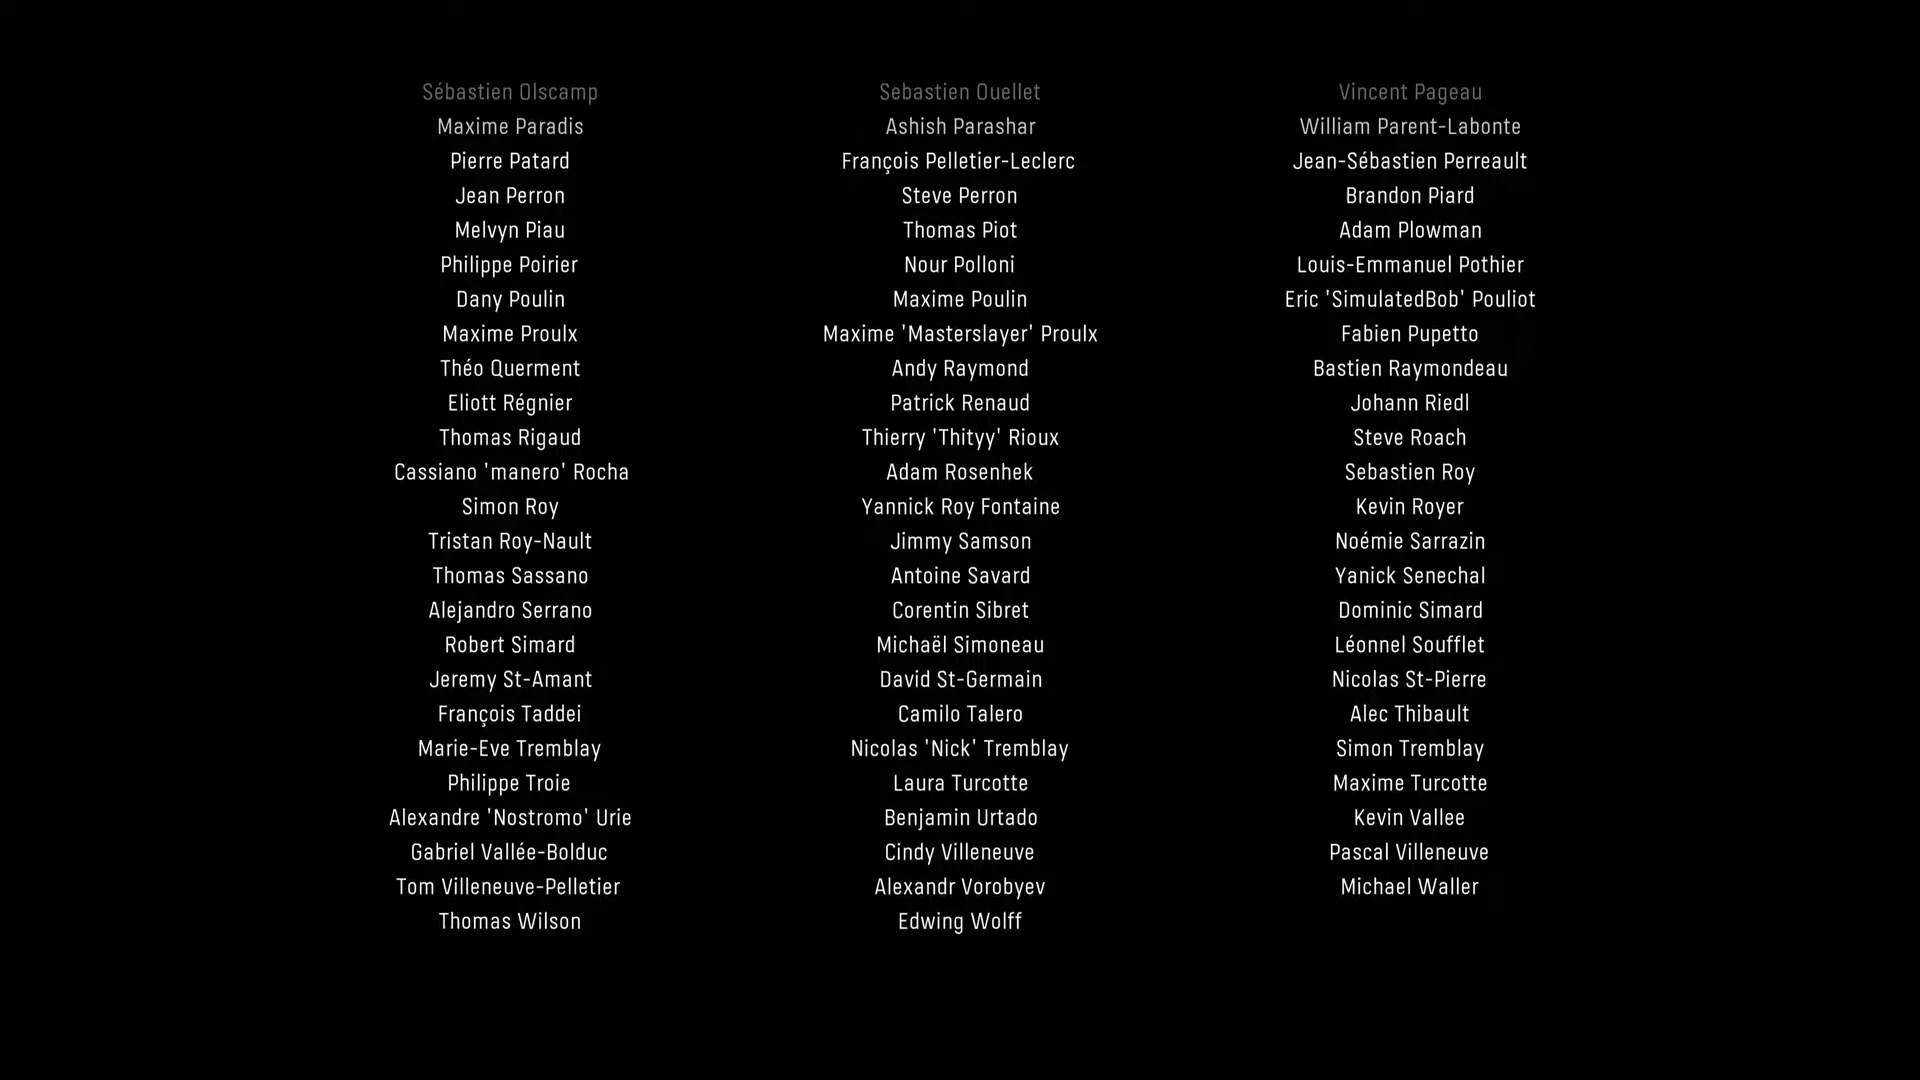 Sébastien Olscamp Sebastien Ouellet Vincent Pageau
Maxime Paradis Ashish Parashar William Parent-Labonte
Pierre Patard François Pelletier-Leclerc Jean-Sébastien Perreault
Jean Perron Steve Perron Brandon Piard
Melvyn Piau Thomas Piot Adam Plowman
Philippe Poirier Nour Polloni Louis-Emmanuel Pothier
Dany Poulin Maxime Poulin Eric 'SimulatedBob' Pouliot
Maxime Proulx Maxime 'Masterslayer' Proulx Fabien Pupetto
Théo Querment Andy Raymond Bastien Raymondeau
Eliott Régnier Patrick Renaud Johann Riedl
Thomas Rigaud Thierry 'Thityy' Rioux Steve Roach
Cassiano 'manero' Rocha Adam Rosenhek Sebastien Roy
Simon Roy Yannick Roy Fontaine Kevin Royer
Tristan Roy-Nault Jimmy Samson Noémie Sarrazin
Thomas Sassano Antoine Savard Yanick Senechal
Alejandro Serrano Corentin Sibret Dominic Simard
Robert Simard Michaël Simoneau Léonnel Soufflet
Jeremy St-Amant David St-Germain Nicolas St-Pierre
François Taddei Camilo Talero Alec Thibault
Marie-Eve Tremblay Nicolas 'Nick' Tremblay Simon Tremblay
Philippe Troie Laura Turcotte Maxime Turcotte
Alexandre 'Nostromo' Urie Benjamin Urtado Kevin Vallee
Gabriel Vallée-Bolduc Cindy Villeneuve Pascal Villeneuve
Tom Villeneuve-Pelletier Alexandr Vorobyev Michael Waller
Thomas Wilson Edwing Wolff